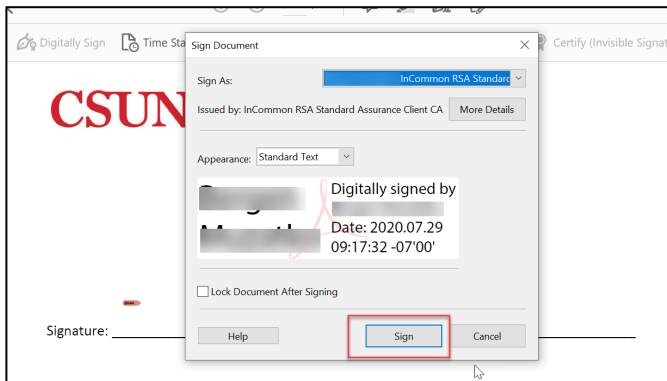 Digitally Sign
Time Sta
Certify (Invisible Signat
Sign Document
CSUN
Sign As:
InCommon RSA Standard
Issued by: InCommon RSA Standard Assurance Client CA
More Details
Appearance:
Standard Text
Digitally signed by
Date: 2020.07.29
09:17:32 -07'00'
Lock Document After Signing
Signature:
Help
Sign
Cancel